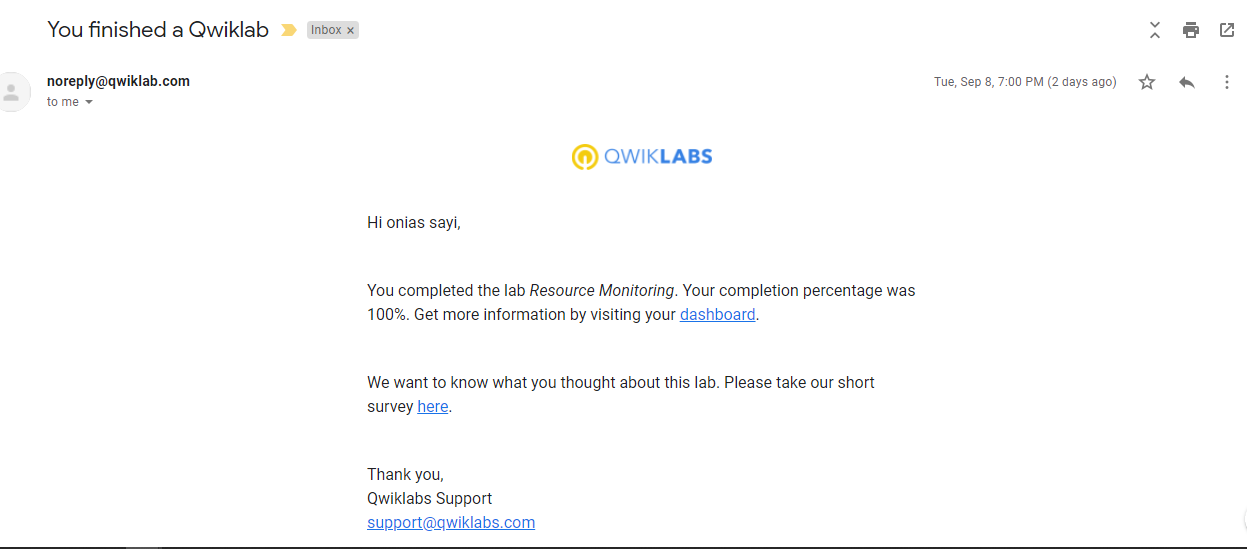 You finished a Qwiklab Inbox x
noreply@qwiklab.com Tue, Sep 8, 7:00 PM (2 days ago)
to me
QWIKLABS
Hi onias sayi,
You completed the lab Resource Monitoring. Your completion percentage was
100%. Get more information by visiting your dashboard.
We want to know what you thought about this lab. Please take our short
survey here.
Thank you,
Qwiklabs Support
support@qwiklabs.com